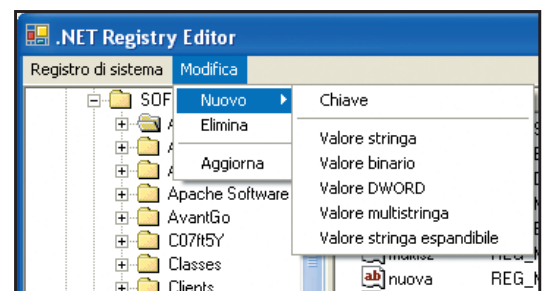 .NET Registry Editor
Registro di sistema Modifica
SOF
Nuovo
Elimina
Aggiorna
Chiave
Valore stringa
Valore binario
Valore DWORD
Valore multistringa
Valore stringa espandibile
Apache Software
AvantGo
C07ft5Y
Classes
Clients
nuova REG_